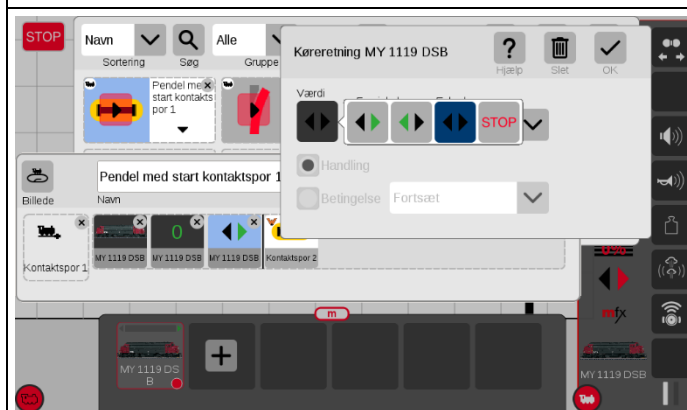 STOP
Navn
Alle
Sortering
Søg
Gruppe
Pendel me
start kontakts
por 1
Køreretning MY 1119 DSB
?
Hjælp
Slet
OK
Værdi
STOP
Handling
Betingelse
Fortsæt
Billede
Pendel med start kontaktspor 1
Navn
Kontaktspor 1
MY 1119 DSB
0
MY 1119 DSB
MY 1119 DSB
Kontaktspor 2
m
mfx
MY 1119 DS
B
MY 1119 DSB